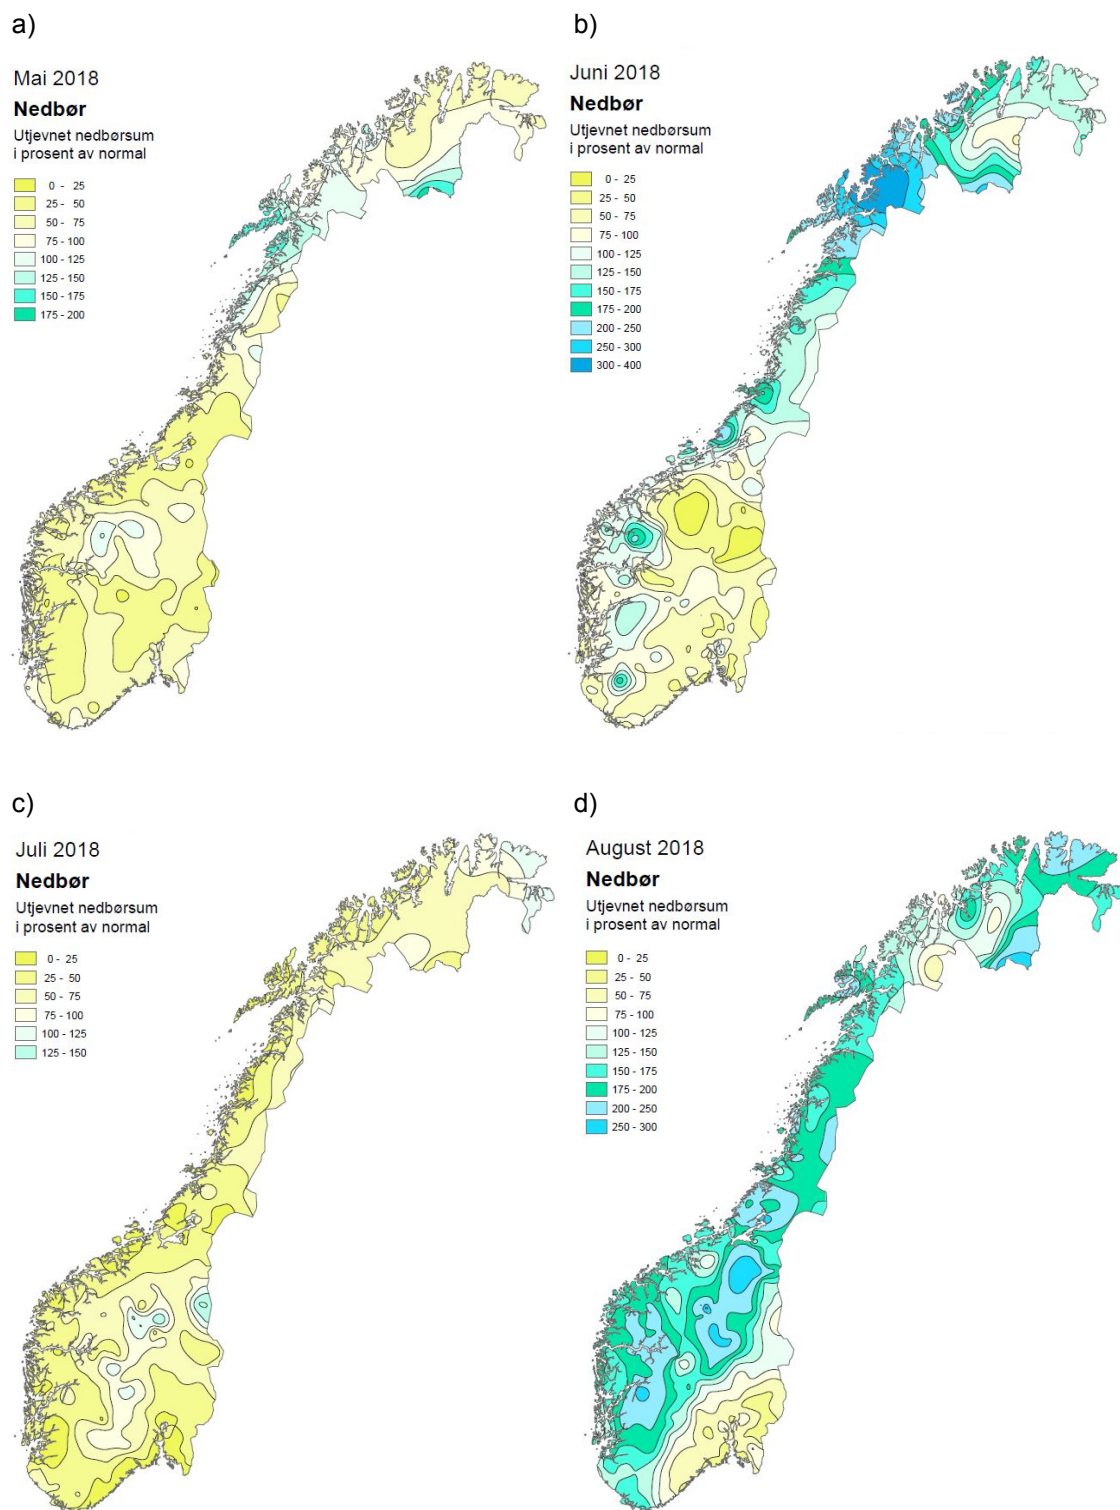 a)
Mai 2018
Nedbør
Utjevnet nedbørsum
i prosent av normal
0 - 25
25 - 50
50 - 75
75 - 100
100 - 125
125 - 150
150 - 175
175 - 200
b)
Juni 2018
Nedbør
Utjevnet nedbørsum
i prosent av normal
0 - 25
25 - 50
50 - 75
75 - 100
100 - 125
125 - 150
150 - 175
175 - 200
200 - 250
250 - 300
300 - 400
c)
Juli 2018
Nedbør
Utjevnet nedbørsum
i prosent av normal
0 - 25
25 - 50
50 - 75
75 - 100
100 - 125
125 - 150
d)
August 2018
Nedbør
Utjevnet nedbørsum
i prosent av normal
0 - 25
25 - 50
50 - 75
75 - 100
100 - 125
125 - 150
150 - 175
175 - 200
200 - 250
250 - 300